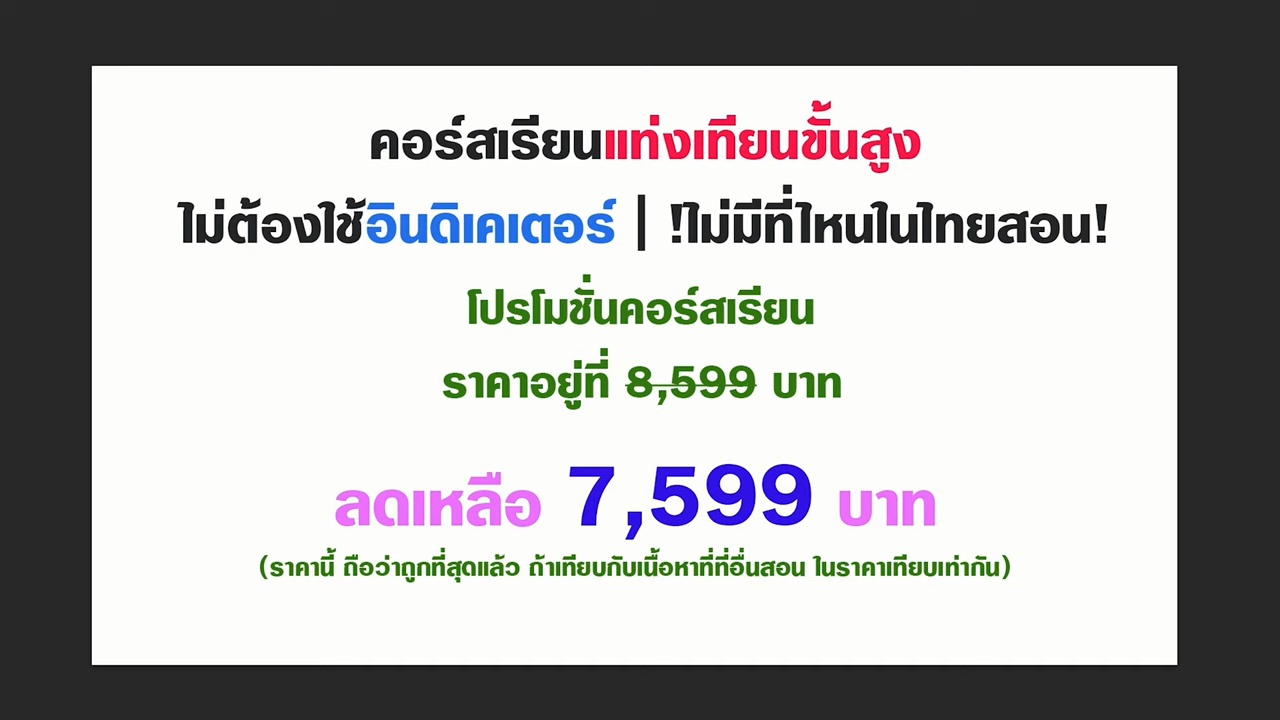 คอร์สเรียนแท่งเทียนขั้นสูง
ไม่ต้องใช้อินดิเคเตอร์ | !ไม่มีที่ไหนในไทยสอน!
โปรโมชั่นคอร์สเรียน
ราคาอยู่ที่ 8,599 บาท
ลดเหลือ 7,599 บาท
(ราคานี้ ถือว่าถูกที่สุดแล้ว ถ้าเทียบกับเนื้อหาที่ที่อื่นสอน ในราคาเทียบเท่ากัน)